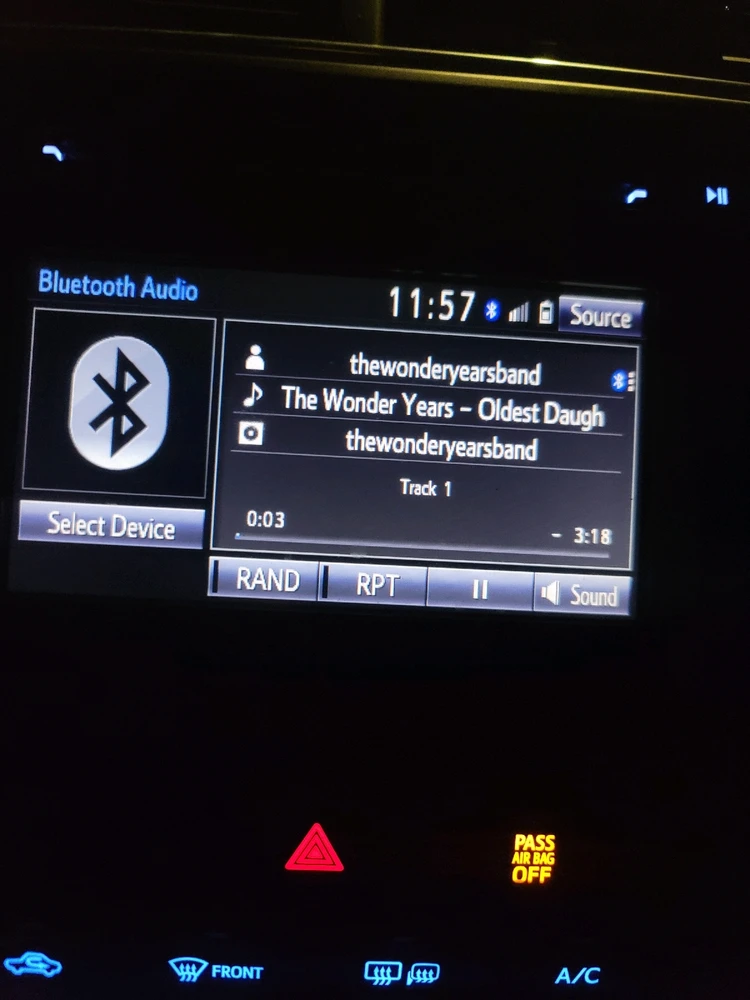 Bluetooth Audio
11:57
Source
thewonderyearsband
The Wonder Years – Oldest Daugh
thewonderyearsband
Track 1
0:03
– 3:18
Select Device
RAND
RPT
Sound
PASS
AIR BAG
OFF
FRONT
A/C